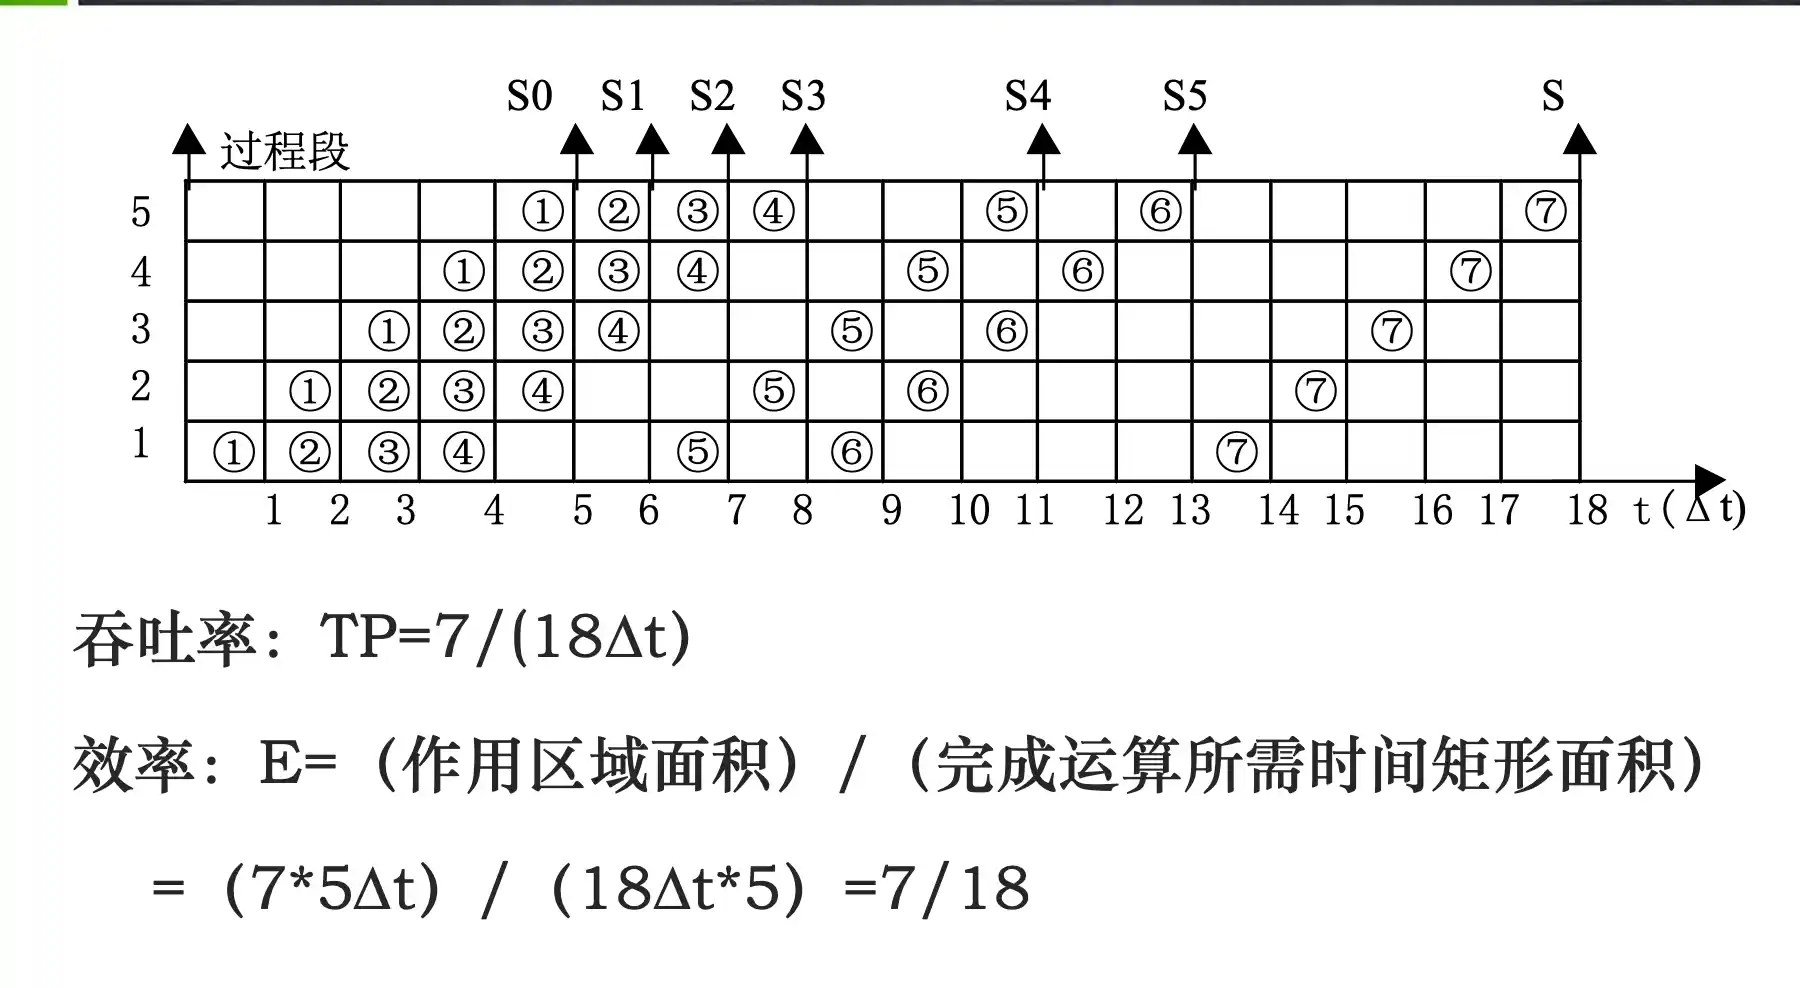 S0 S1 S2 S3 S4 S5 S
过程段
5 ① ② ③ ④ ⑤ ⑥ ⑦
4 ① ② ③ ④ ⑤ ⑥ ⑦
3 ① ② ③ ④ ⑤ ⑥ ⑦
2 ① ② ③ ④ ⑤ ⑥ ⑦
1 ① ② ③ ④ ⑤ ⑥ ⑦
1 2 3 4 5 6 7 8 9 10 11 12 13 14 15 16 17 18 t(Δt)
吞吐率：TP=7/(18Δt)
效率：E=（作用区域面积）/（完成运算所需时间矩形面积）
=（7*5Δt）/（18Δt*5）=7/18